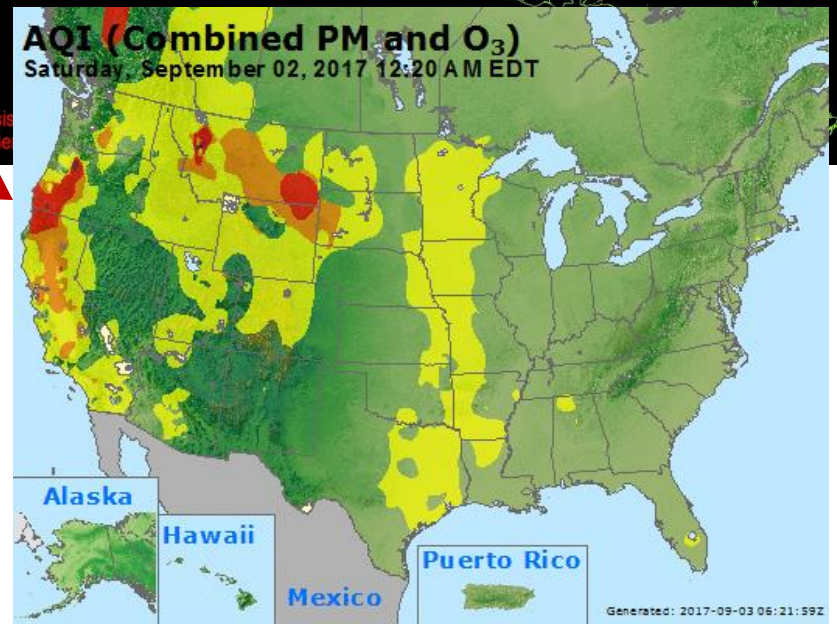 AQI (Combined PM and O₃)
Saturday, September 02, 2017 12:20 AM EDT
Alaska
Hawaii
Mexico
Puerto Rico
Generated: 2017-09-03 06:21:59Z